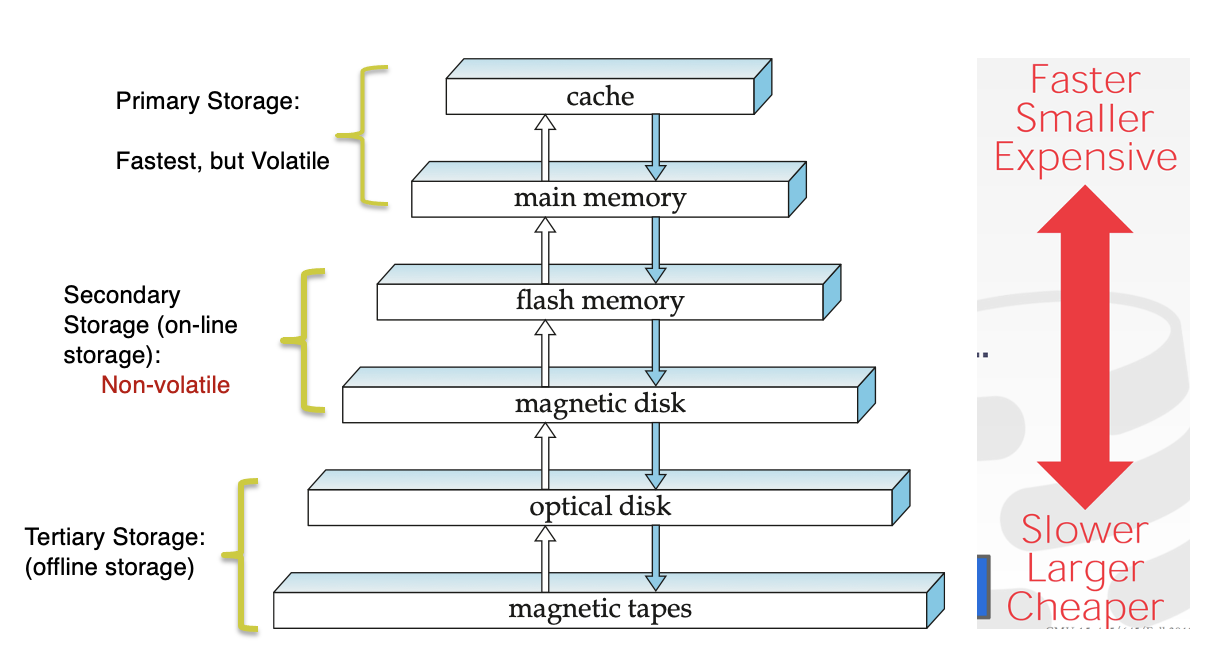 Primary Storage:
Fastest, but Volatile
Secondary
Storage (on-line
storage):
Non-volatile
Tertiary Storage:
(offline storage)
cache
main memory
flash memory
magnetic disk
optical disk
magnetic tapes
Faster
Smaller
Expensive
..
Slower
Larger
Cheaper